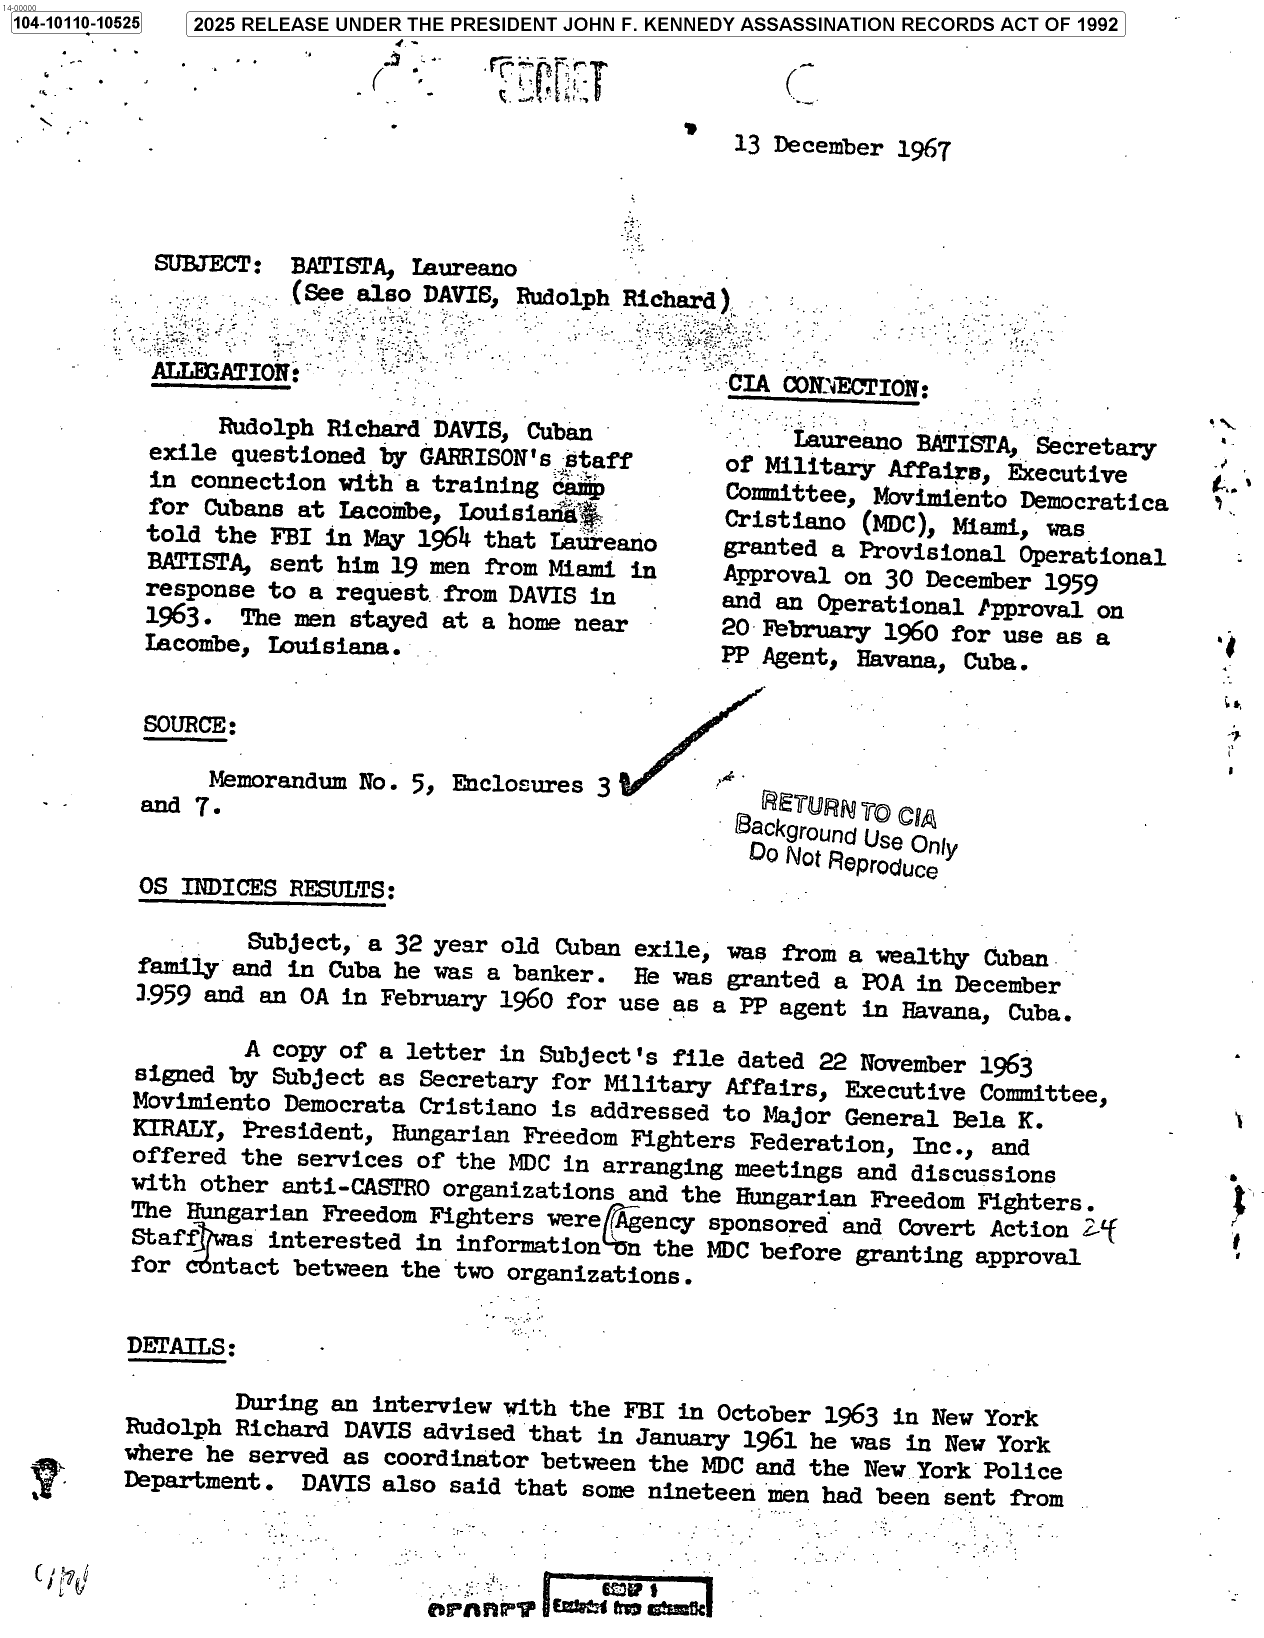 14-00000
104-10110-10525
2025 RELEASE UNDER THE PRESIDENT JOHN F. KENNEDY ASSASSINATION RECORDS ACT OF 1992
SECRET
13 December 1967
SUBJECT: BATISTA, Laureano
(See also DAVIS, Rudolph Richard)
ALLEGATION:
Rudolph Richard DAVIS, Cuban
exile questioned by GARRISON's staff
in connection with a training camp
for Cubans at Lacombe, Louisiana
told the FBI in May 1964 that Laureano
BATISTA, sent him 19 men from Miami in
response to a request from DAVIS in
1963. The men stayed at a home near
Lacombe, Louisiana.
CIA CONNECTION:
Laureano BATISTA, Secretary
of Military Affairs, Executive
Committee, Movimiento Democratica
Cristiano (MDC), Miami, was
granted a Provisional Operational
Approval on 30 December 1959
and an Operational Approval on
20 February 1960 for use as a
PP Agent, Havana, Cuba.
SOURCE:
Memorandum No. 5, Enclosures 3
and 7.
RETURN TO CIA
Background Use Only
Do Not Reproduce
OS INDICES RESULTS:
Subject, a 32 year old Cuban exile, was from a wealthy Cuban
family and in Cuba he was a banker. He was granted a POA in December
1959 and an OA in February 1960 for use as a PP agent in Havana, Cuba.
A copy of a letter in Subject's file dated 22 November 1963
signed by Subject as Secretary for Military Affairs, Executive Committee,
Movimiento Democrata Cristiano is addressed to Major General Bela K.
KIRALY, President, Hungarian Freedom Fighters Federation, Inc., and
offered the services of the MDC in arranging meetings and discussions
with other anti-CASTRO organizations and the Hungarian Freedom Fighters.
The Hungarian Freedom Fighters were Agency sponsored and Covert Action 24
Staff was interested in information on the MDC before granting approval
for contact between the two organizations.
DETAILS:
During an interview with the FBI in October 1963 in New York
Rudolph Richard DAVIS advised that in January 1961 he was in New York
where he served as coordinator between the MDC and the New York Police
Department. DAVIS also said that some nineteen men had been sent from
GROUP 1
Excluded from automatic